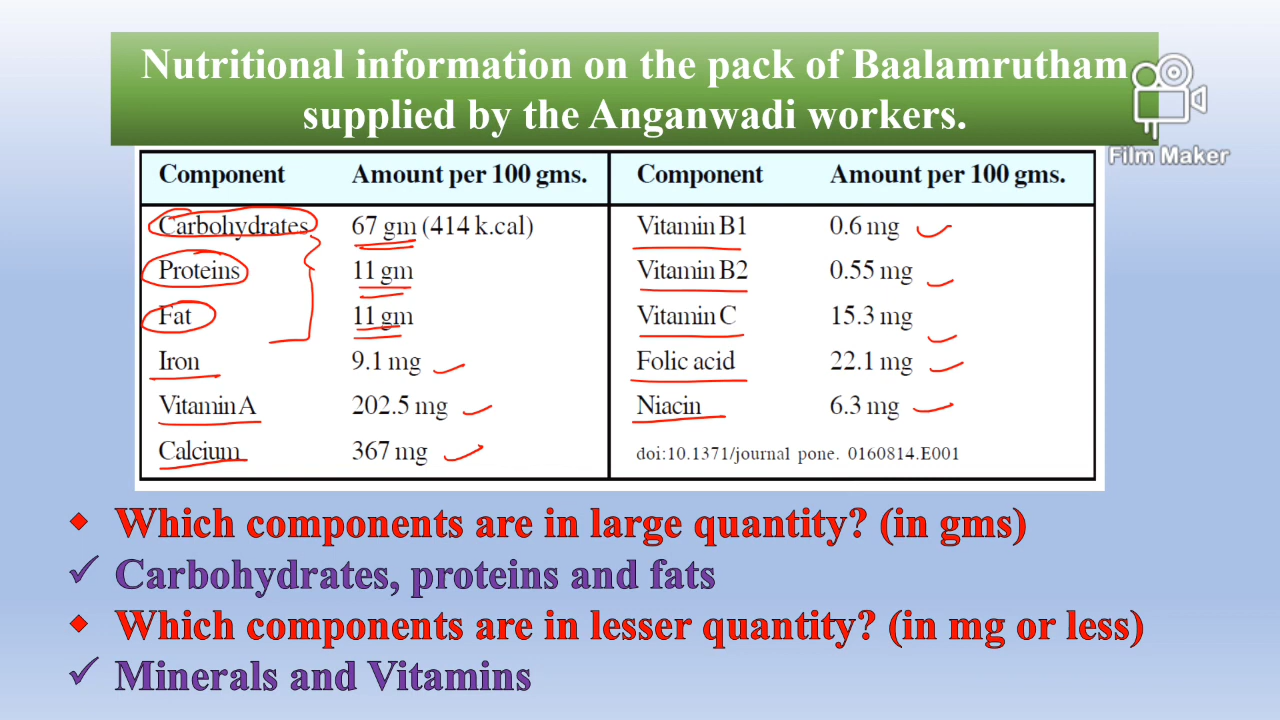 Nutritional information on the pack of Baalamrutham
supplied by the Anganwadi workers.
Film Maker
Component Amount per 100 gms. Component Amount per 100 gms.
Carbohydrates 67 gm (414 k.cal) Vitamin B1 0.6 mg
Proteins 11 gm Vitamin B2 0.55 mg
Fat 11 gm Vitamin C 15.3 mg
Iron 9.1 mg Folic acid 22.1 mg
Vitamin A 202.5 mg Niacin 6.3 mg
Calcium 367 mg doi:10.1371/journal pone. 0160814.E001
◆ Which components are in large quantity? (in gms)
✓ Carbohydrates, proteins and fats
◆ Which components are in lesser quantity? (in mg or less)
✓ Minerals and Vitamins